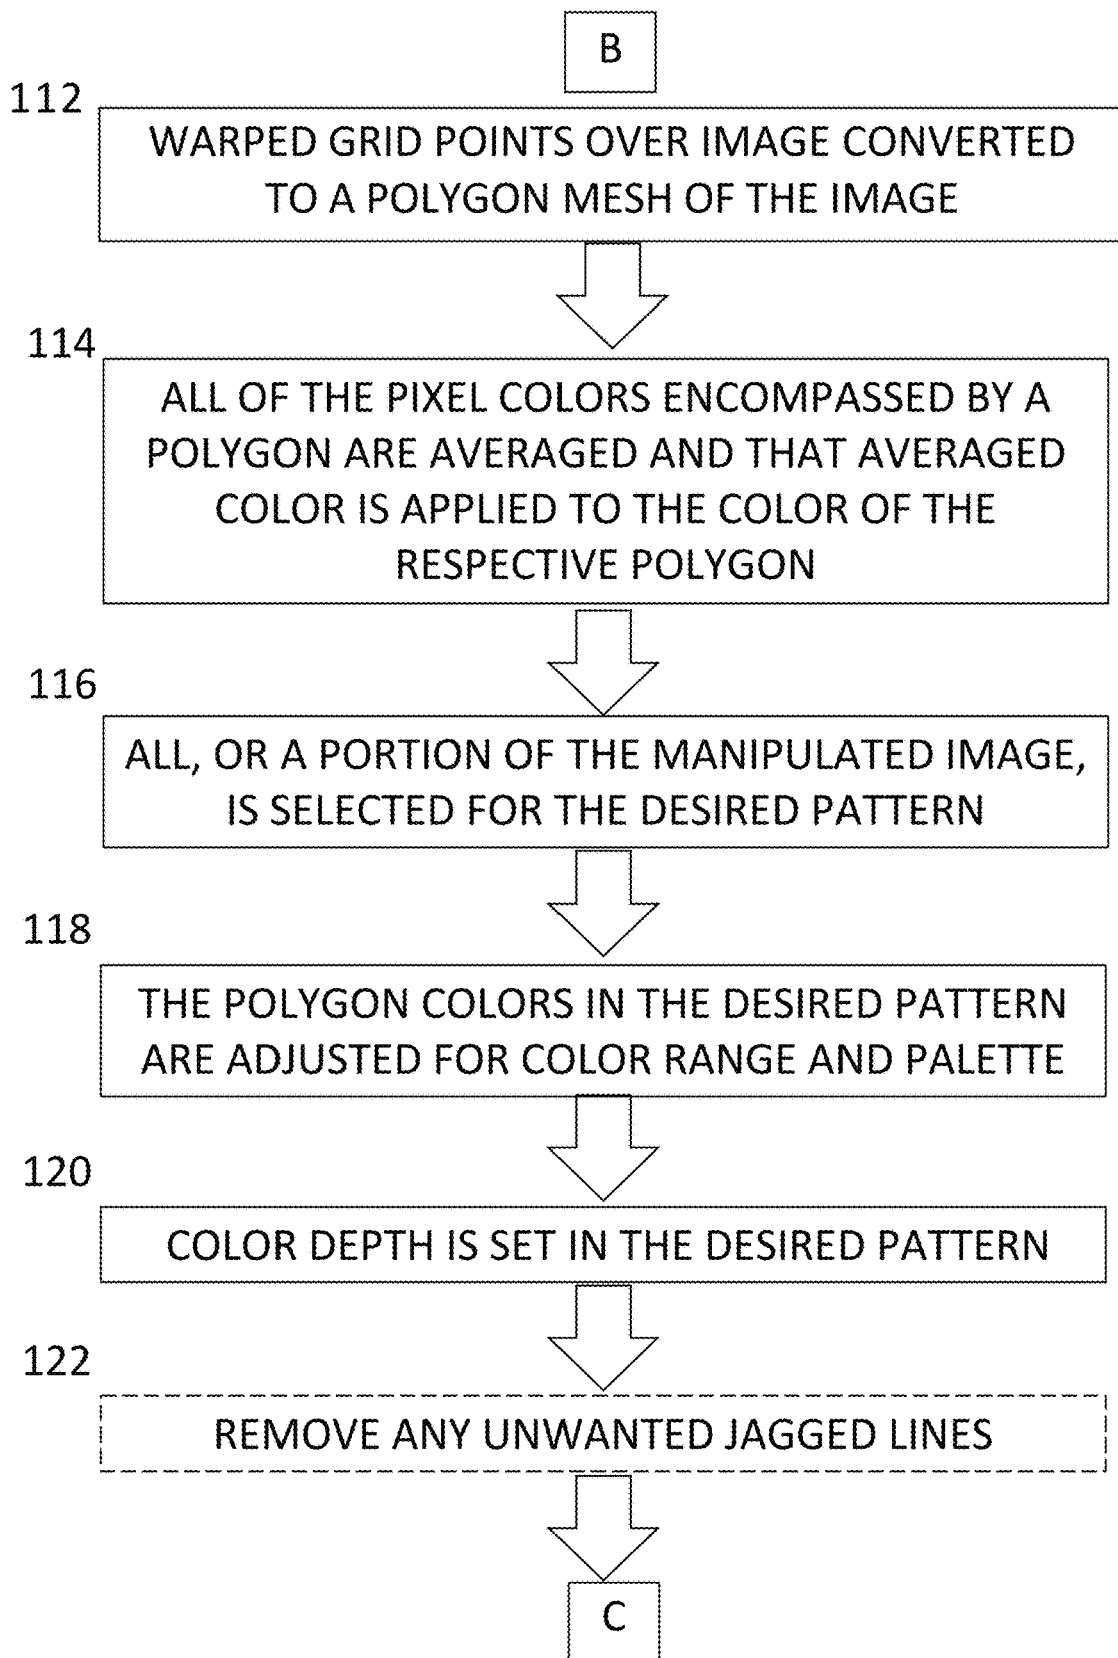 B
112
WARPED GRID POINTS OVER IMAGE CONVERTED
TO A POLYGON MESH OF THE IMAGE
114
ALL OF THE PIXEL COLORS ENCOMPASSED BY A
POLYGON ARE AVERAGED AND THAT AVERAGED
COLOR IS APPLIED TO THE COLOR OF THE
RESPECTIVE POLYGON
116
ALL, OR A PORTION OF THE MANIPULATED IMAGE,
IS SELECTED FOR THE DESIRED PATTERN
118
THE POLYGON COLORS IN THE DESIRED PATTERN
ARE ADJUSTED FOR COLOR RANGE AND PALETTE
120
COLOR DEPTH IS SET IN THE DESIRED PATTERN
122
REMOVE ANY UNWANTED JAGGED LINES
C